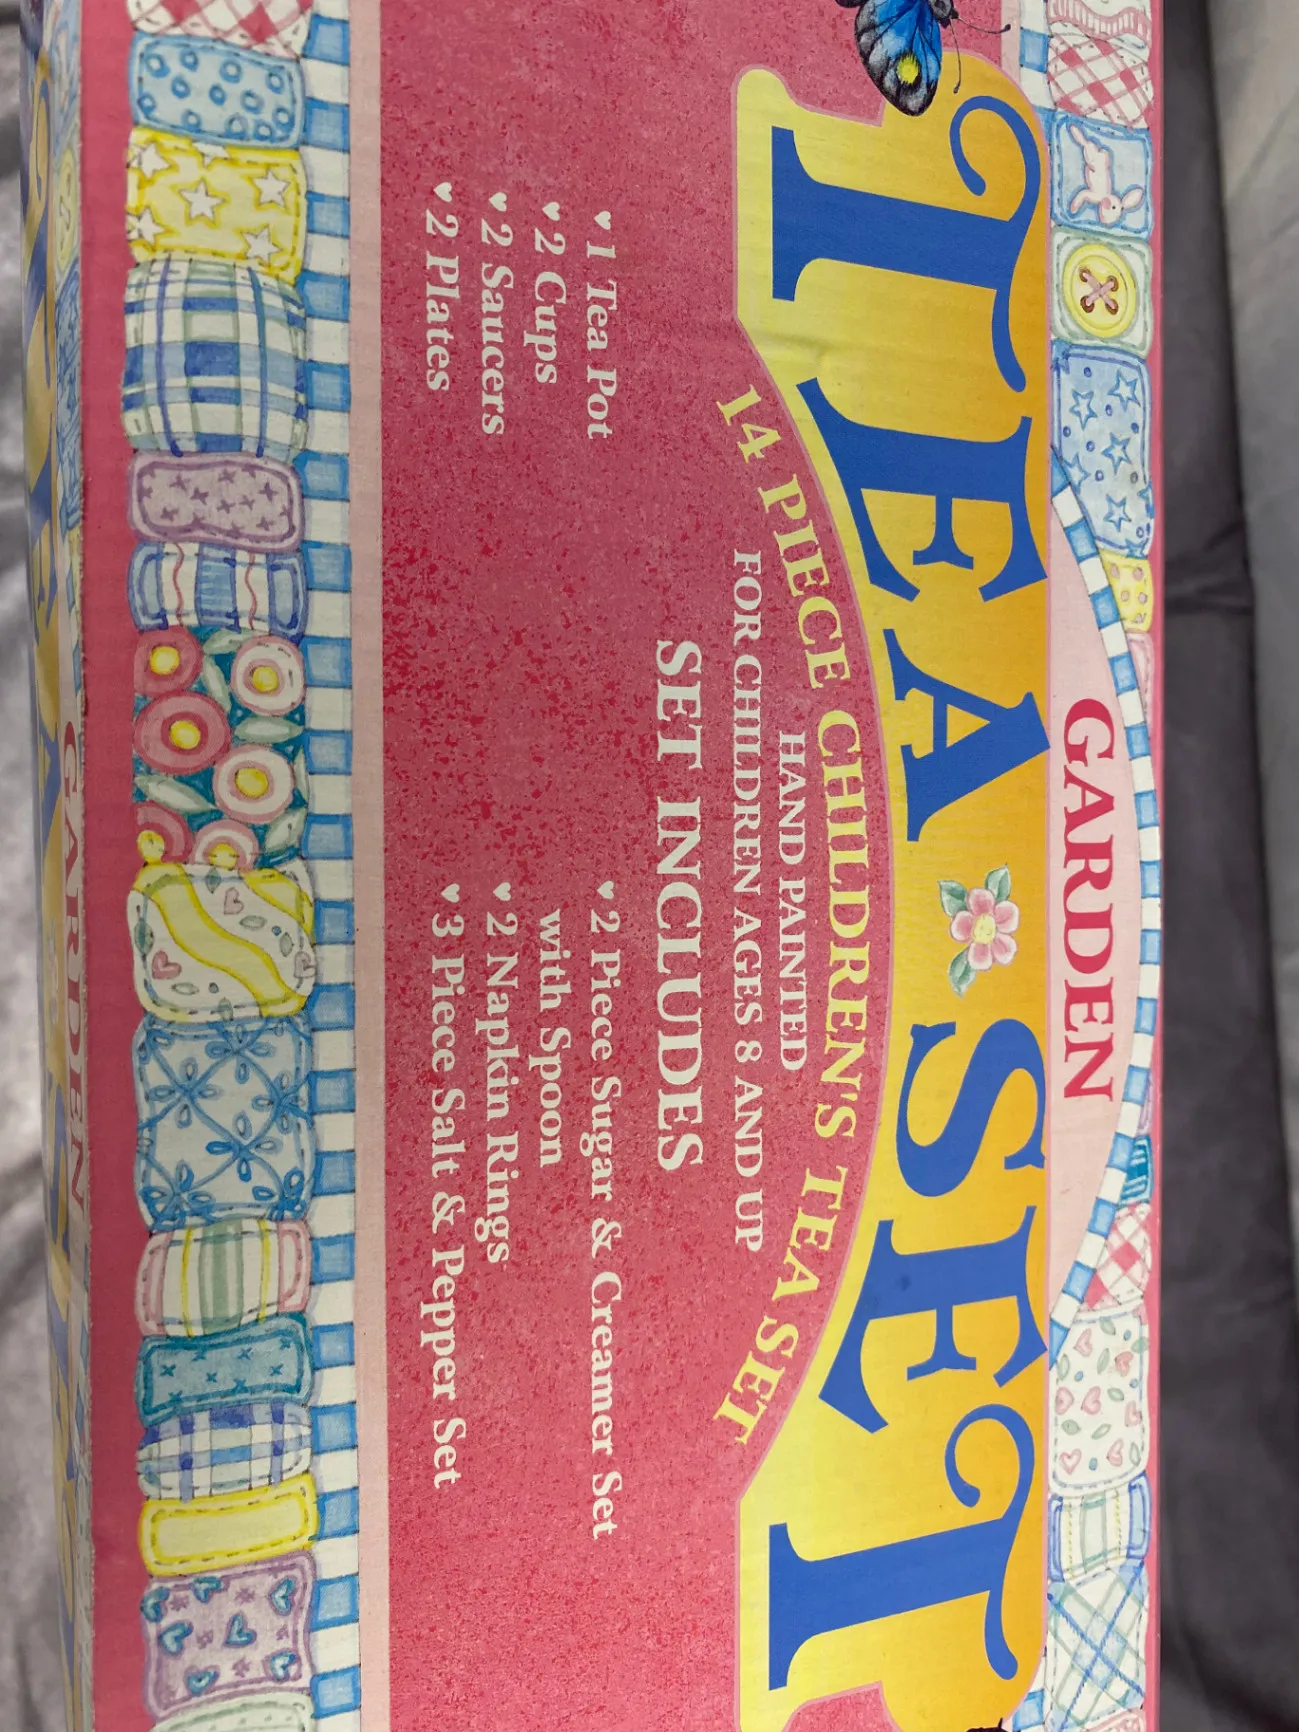 GARDEN
TEA SET
14 PIECE CHILDREN'S TEA SET
HAND PAINTED
FOR CHILDREN AGES 8 AND UP
SET INCLUDES
♥ 1 Tea Pot
♥ 2 Cups
♥ 2 Saucers
♥ 2 Plates
♥ 2 Piece Sugar & Creamer Set
with Spoon
♥ 2 Napkin Rings
♥ 3 Piece Salt & Pepper Set
GARDEN